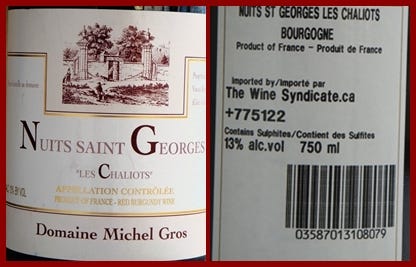 NUITS SAINT GEORGES
"LES CHALIOTS"
APPELLATION CONTRÔLÉE
PRODUCT OF FRANCE - RED BURGUNDY WINE
Domaine Michel Gros
NUITS ST GEORGES LES CHALIOTS
BOURGOGNE
Product of France - Produit de France
Imported by/Importé par
The Wine Syndicate.ca
+775122
Contains Sulphites/Contient des Sulfites
13% alc.vol 750 ml
03587013108079